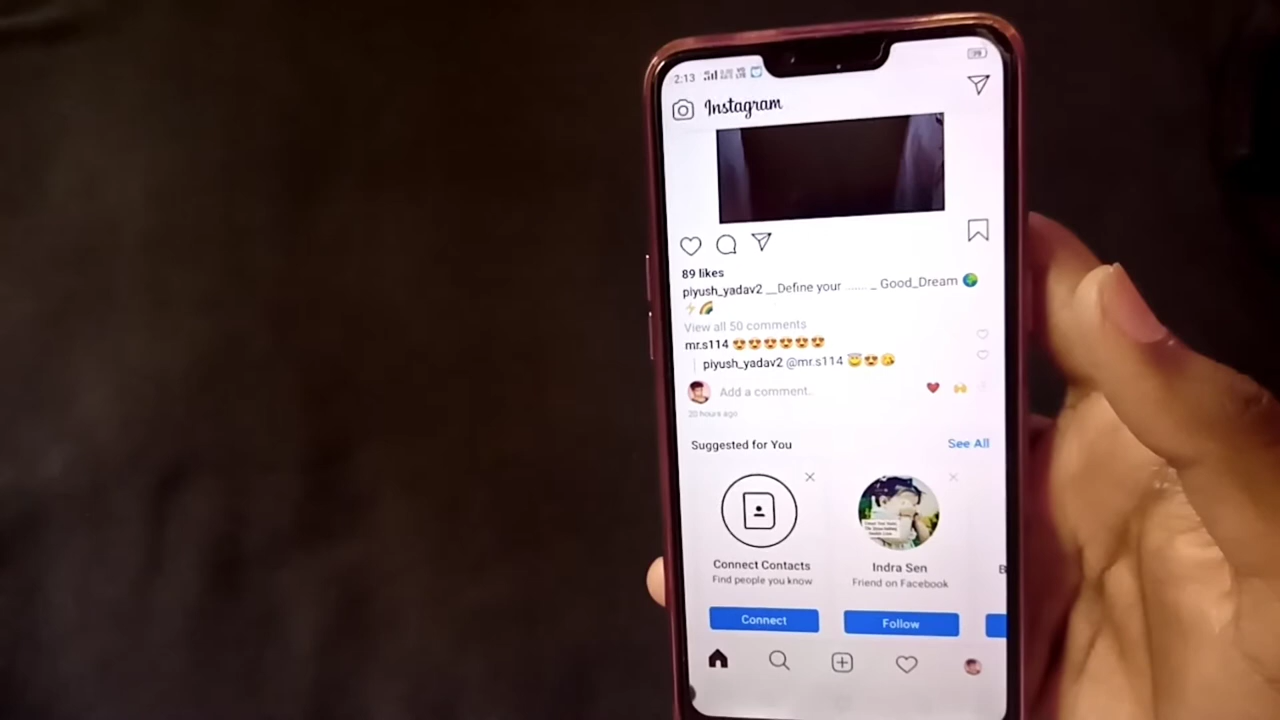 2:13
Instagram
89 likes
piyush_yadav2 __Define your ....... _ Good_Dream 🌍
⚡🌈
View all 50 comments
mr.s114 😍😍😍😍😍😍
piyush_yadav2 @mr.s114 😇😍😘
Add a comment..
20 hours ago
Suggested for You
See All
Connect Contacts
Indra Sen
Find people you know
Friend on Facebook
Connect
Follow